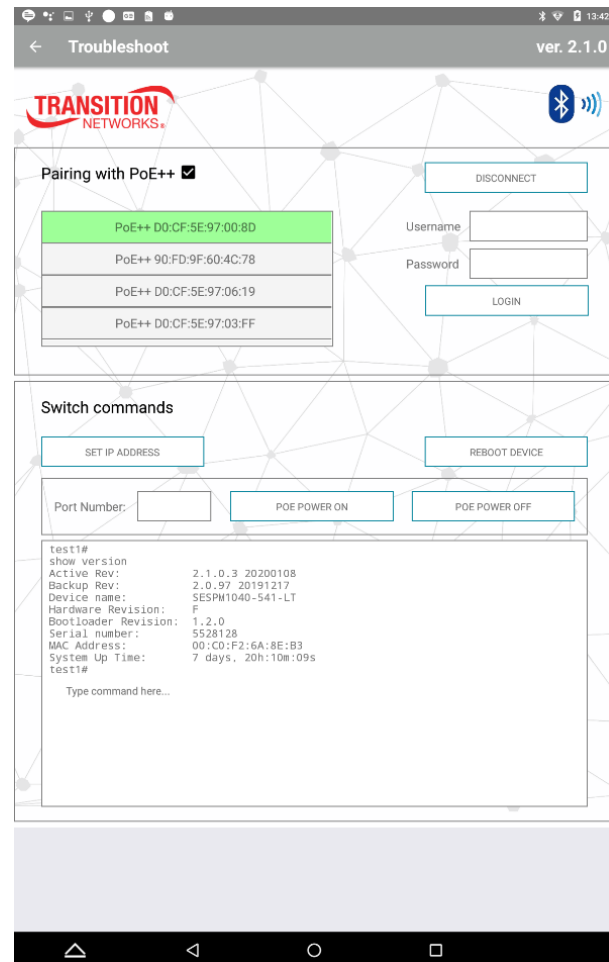 13:42
Troubleshoot
ver. 2.1.0
TRANSITION
NETWORKS®
Pairing with PoE++
DISCONNECT
PoE++ D0:CF:5E:97:00:8D
PoE++ 90:FD:9F:60:4C:78
PoE++ D0:CF:5E:97:06:19
PoE++ D0:CF:5E:97:03:FF
Username
Password
LOGIN
Switch commands
SET IP ADDRESS
REBOOT DEVICE
Port Number:
POE POWER ON
POE POWER OFF
test1#
show version
Active Rev: 2.1.0.3 20200108
Backup Rev: 2.0.97 20191217
Device name: SESPM1040-541-LT
Hardware Revision: F
Bootloader Revision: 1.2.0
Serial number: 5528128
MAC Address: 00:C0:F2:6A:8E:B3
System Up Time: 7 days, 20h:10m:09s
test1#
Type command here...